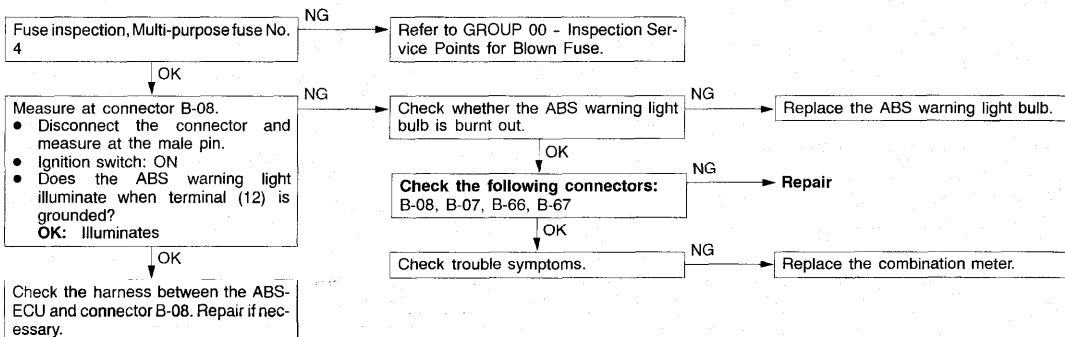 Fuse inspection, Multi-purpose fuse No.
4
NG
Refer to GROUP 00 - Inspection Ser-
vice Points for Blown Fuse.
OK
Measure at connector B-08.
● Disconnect the connector and
measure at the male pin.
● Ignition switch: ON
● Does the ABS warning light
illuminate when terminal (12) is
grounded?
OK: Illuminates
NG
Check whether the ABS warning light
bulb is burnt out.
NG
Replace the ABS warning light bulb.
OK
Check the following connectors:
B-08, B-07, B-66, B-67
NG
Repair
OK
Check trouble symptoms.
NG
Replace the combination meter.
OK
Check the harness between the ABS-
ECU and connector B-08. Repair if nec-
essary.